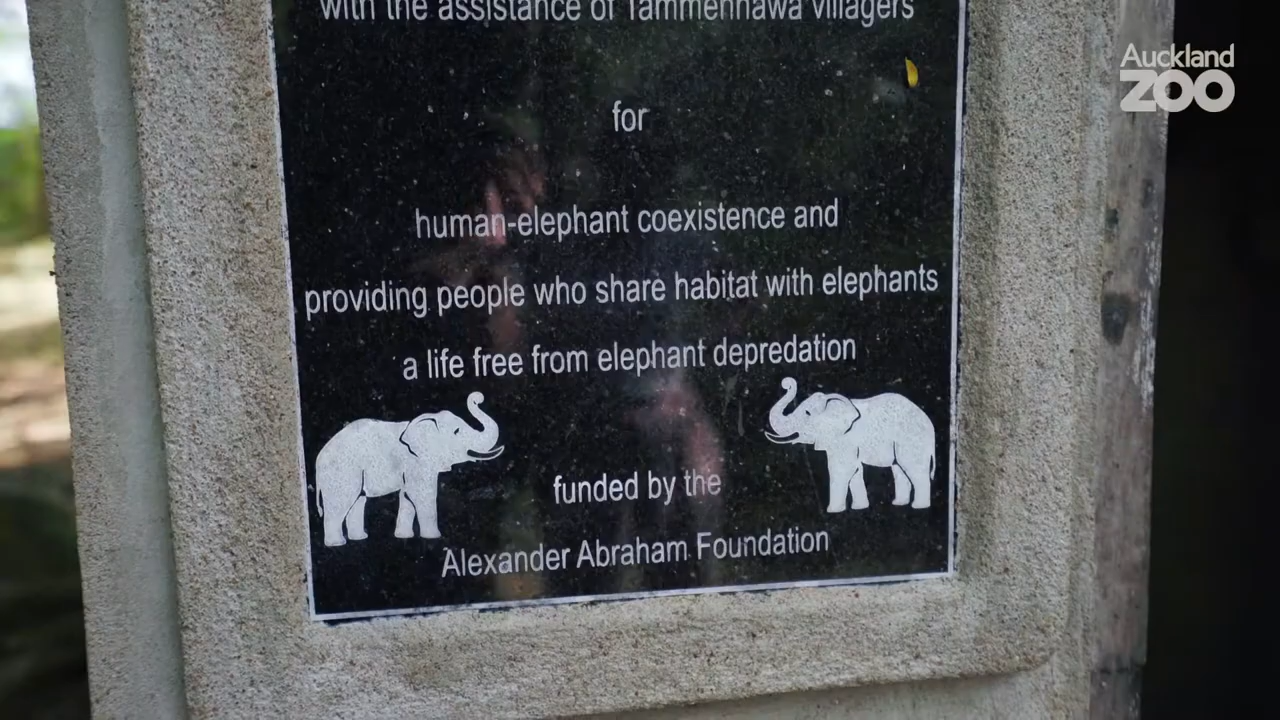 with the assistance of Tammennawa villagers
Auckland
ZOO
for
human-elephant coexistence and
providing people who share habitat with elephants
a life free from elephant depredation
funded by the
Alexander Abraham Foundation